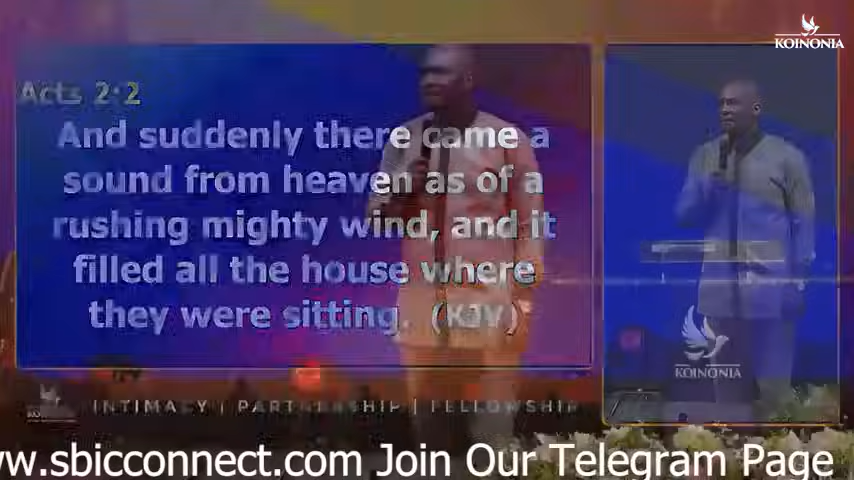 KOINONIA
Acts 2:2
And suddenly there came a
sound from heaven as of a
rushing mighty wind, and it
filled all the house where
they were sitting. (KJV)
KOINONIA
INTIMACY | PARTNERSHIP | FELLOWSHIP
w.sbicconnect.com Join Our Telegram Page